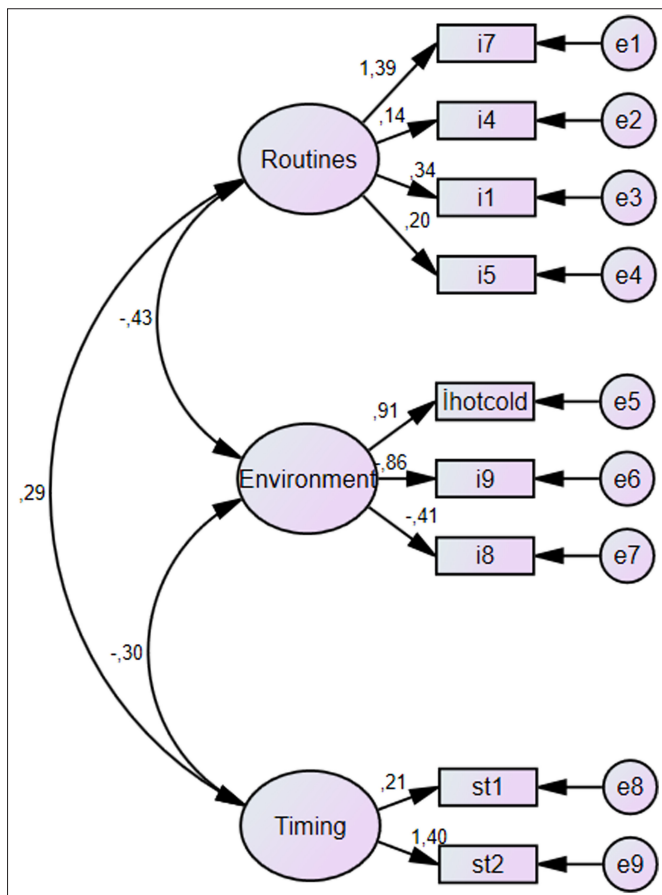 i7
e1
1,39
i4
e2
,14
Routines
,34
i1
e3
,20
i5
e4
-,43
İhotcold
e5
,91
Environment
-,86
i9
e6
,29
-,41
i8
e7
-,30
,21
st1
e8
Timing
1,40
st2
e9